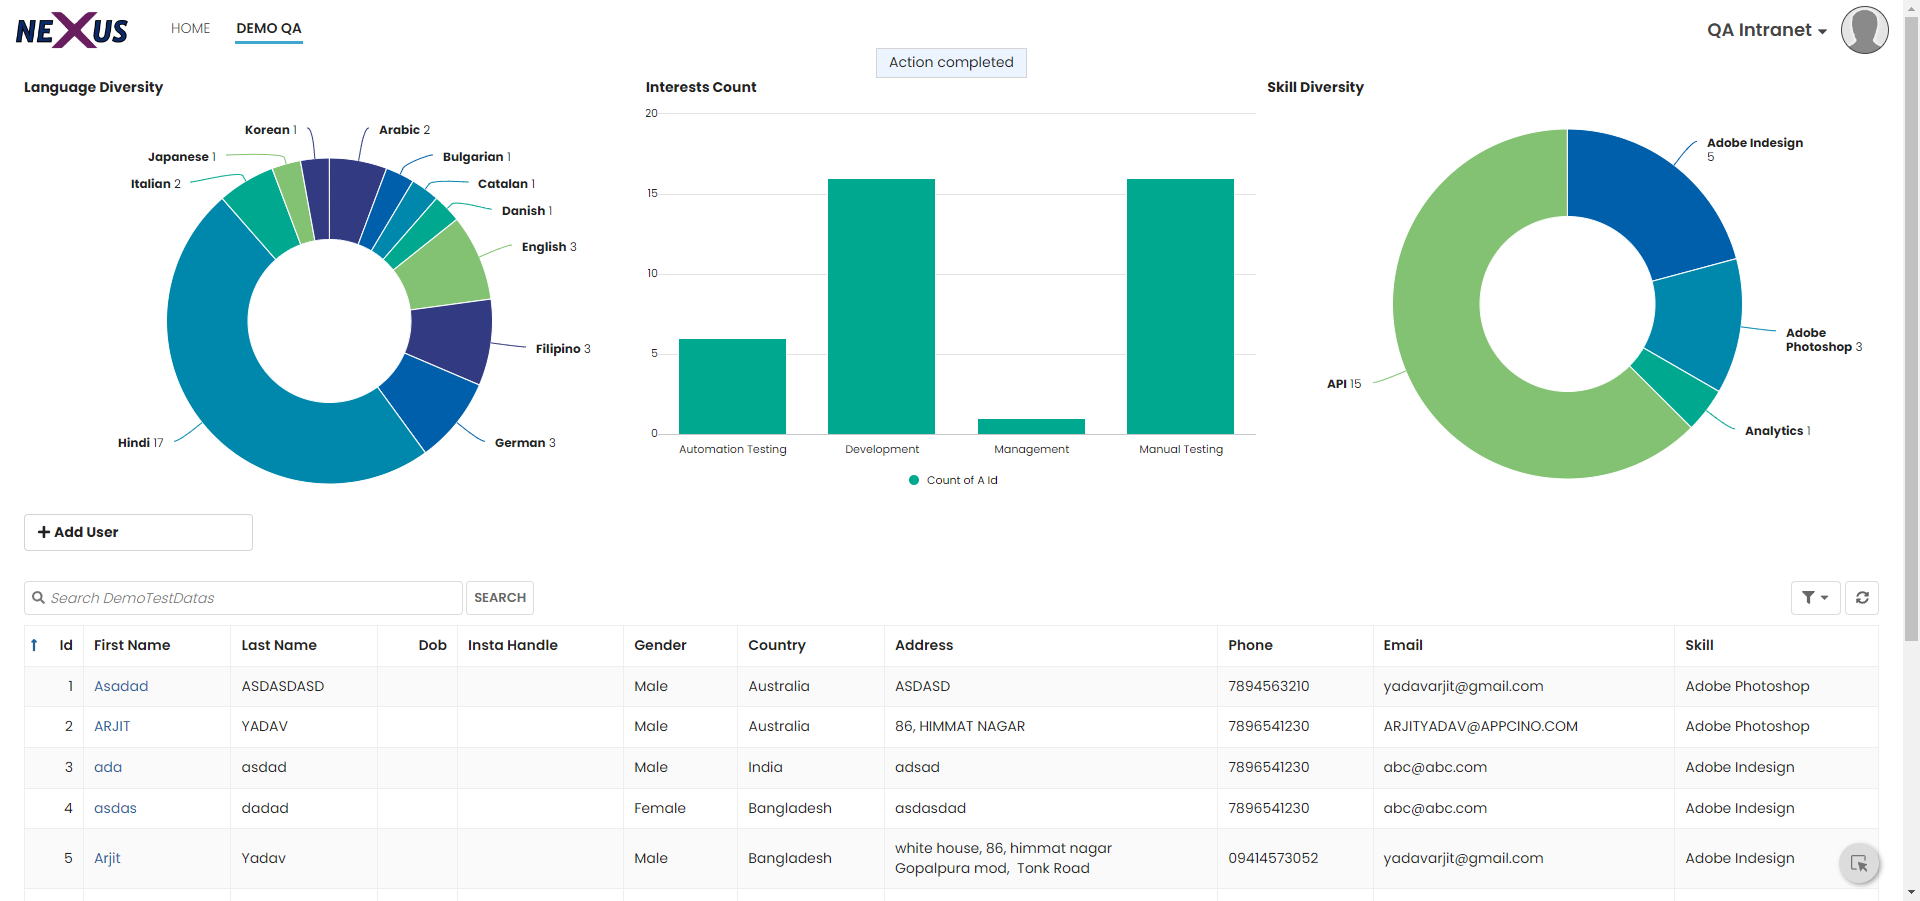 NEXUS
HOME
DEMO QA
QA Intranet
Action completed
Language Diversity
Korean 1
Arabic 2
Japanese 1
Bulgarian 1
Italian 2
Catalan 1
Danish 1
English 3
Filipino 3
Hindi 17
German 3
Interests Count
20
15
10
5
0
Automation Testing
Development
Management
Manual Testing
Count of A Id
Skill Diversity
Adobe Indesign
5
Adobe
Photoshop 3
API 15
Analytics 1
Add User
Search DemoTestDatas
SEARCH
Id First Name Last Name Dob Insta Handle Gender Country Address Phone Email Skill
1 Asadad ASDASDASD Male Australia ASDASD 7894563210 yadavarjit@gmail.com Adobe Photoshop
2 ARJIT YADAV Male Australia 86, HIMMAT NAGAR 7896541230 ARJITYADAV@APPCINO.COM Adobe Photoshop
3 ada asdad Male India adsad 7896541230 abc@abc.com Adobe Indesign
4 asdas dadad Female Bangladesh asdasdad 7896541230 abc@abc.com Adobe Indesign
5 Arjit Yadav Male Bangladesh white house, 86, himmat nagar 09414573052 yadavarjit@gmail.com Adobe Indesign
Gopalpura mod, Tonk Road